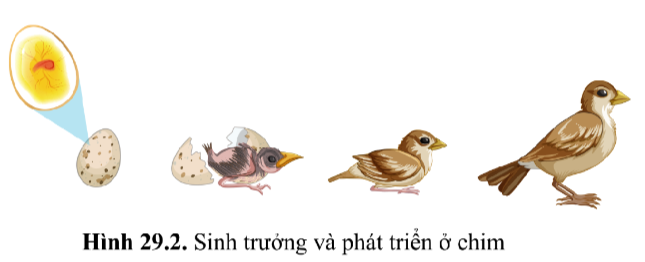 Hình 29.2. Sinh trưởng và phát triển ở chim